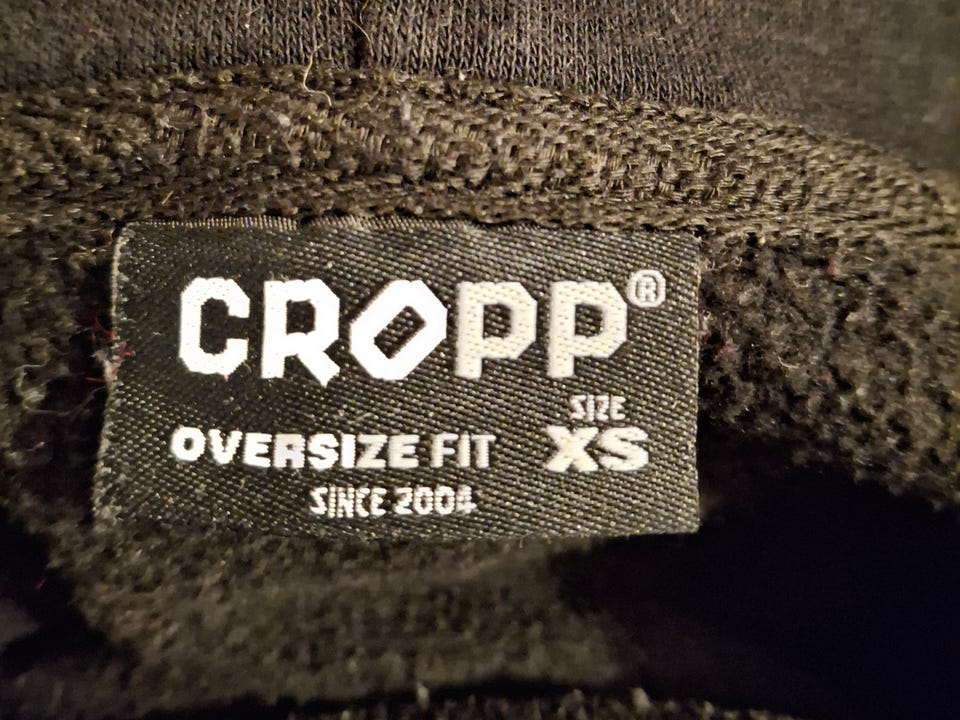 CROPP®
SIZE
OVERSIZE FIT XS
SINCE 2004